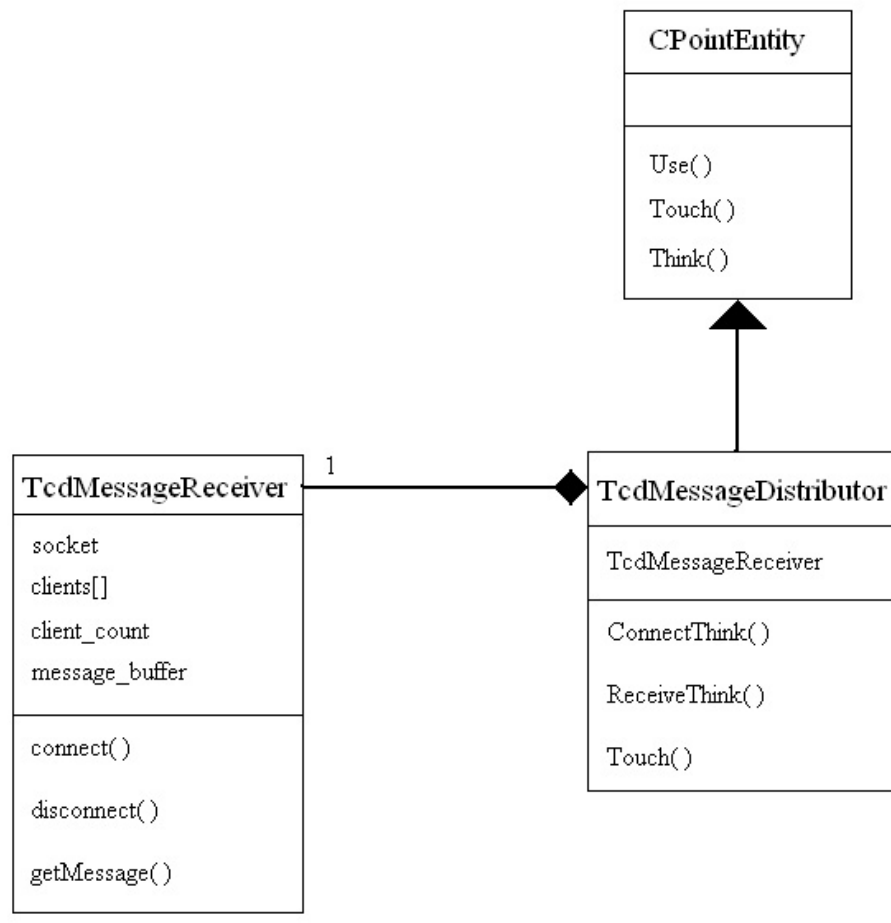 CPointEntity
Use()
Touch()
Think()
1
TcdMessageReceiver
socket
clients[]
client_count
message_buffer
connect()
disconnect()
getMessage()
TcdMessageDistributor
TcdMessageReceiver
ConnectThink()
ReceiveThink()
Touch()